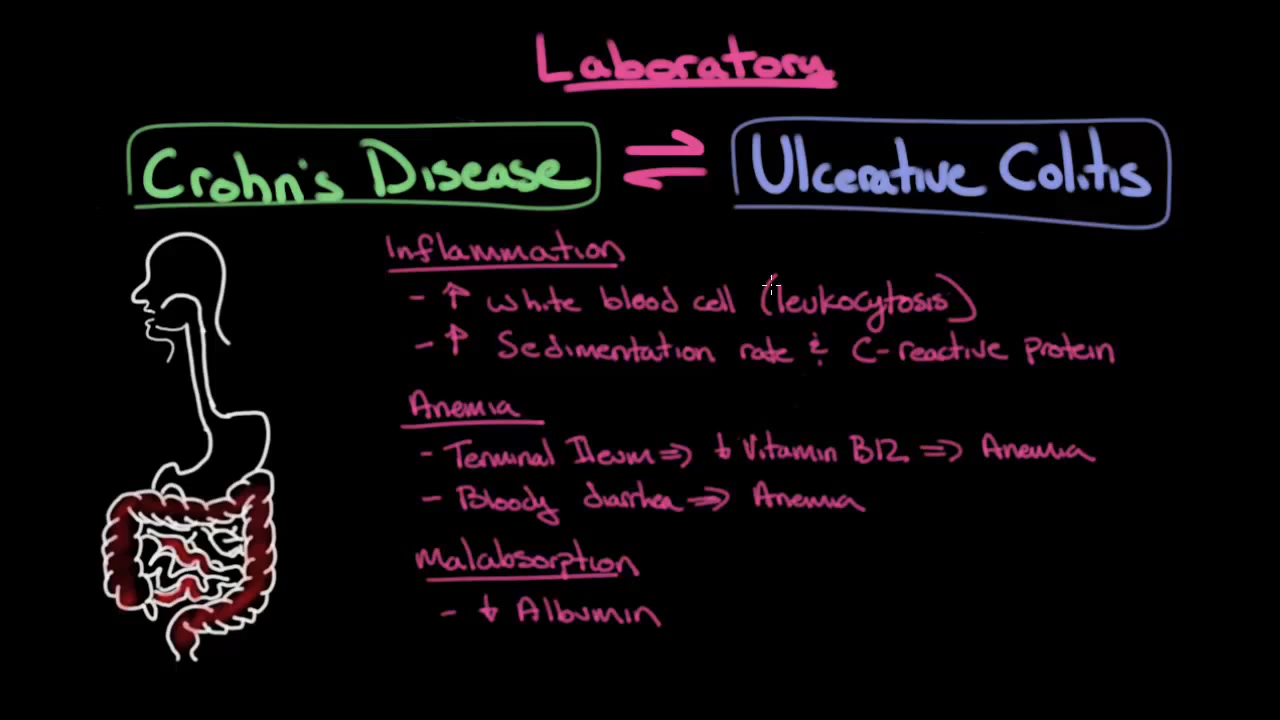 Laboratory
Crohn's Disease ⇌ Ulcerative Colitis
Inflammation
- ↑ White blood cell (leukocytosis)
- ↑ Sedimentation rate & C-reactive protein
Anemia
- Terminal Ileum ⇒ ↓ Vitamin B12 ⇒ Anemia
- Bloody diarrhea ⇒ Anemia
Malabsorption
- ↓ Albumin